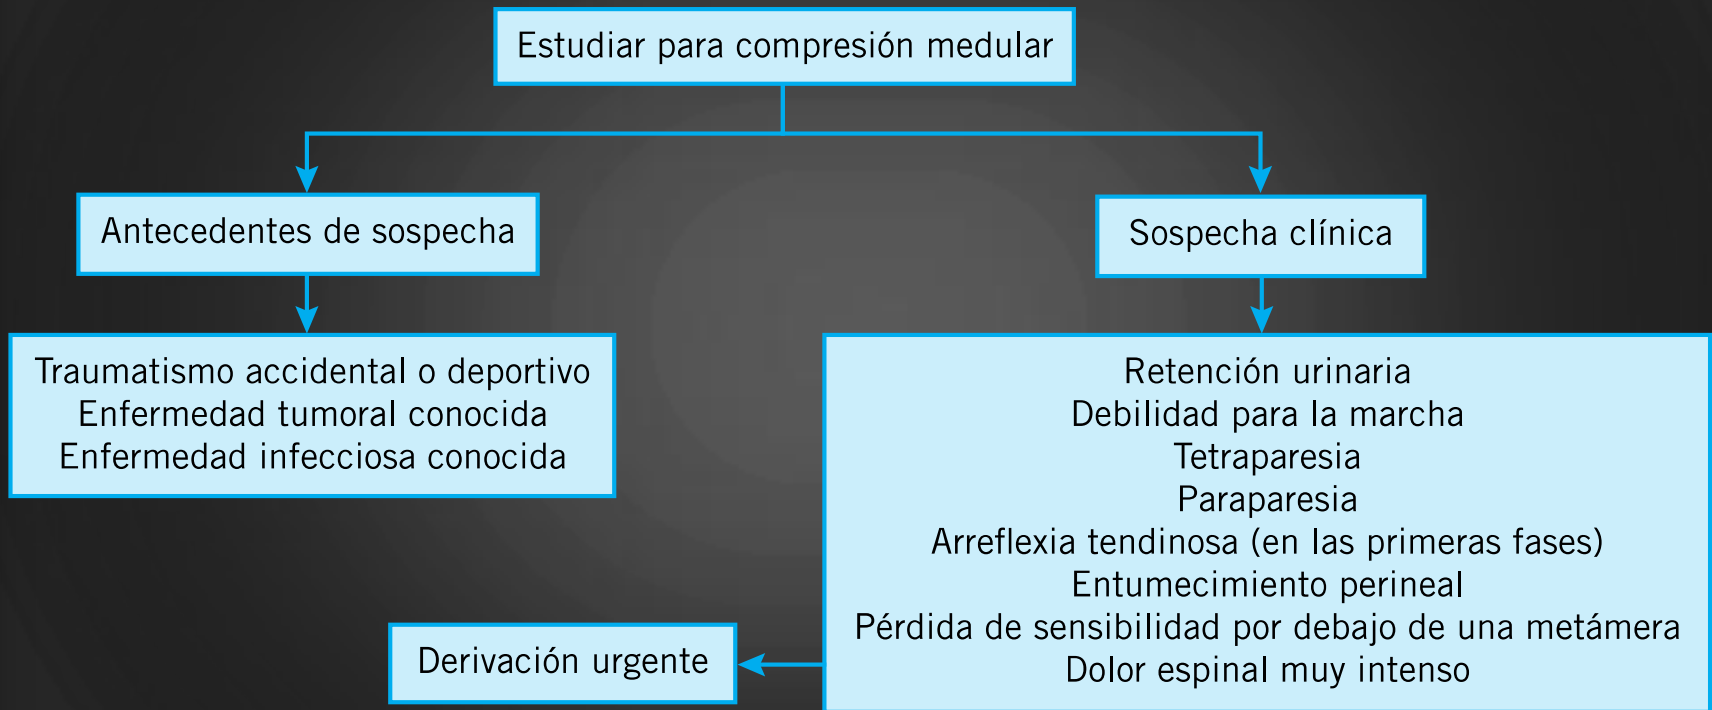 Estudiar para compresión medular
Antecedentes de sospecha
Sospecha clínica
Traumatismo accidental o deportivo
Enfermedad tumoral conocida
Enfermedad infecciosa conocida
Retención urinaria
Debilidad para la marcha
Tetraparesia
Paraparesia
Arreflexia tendinosa (en las primeras fases)
Entumecimiento perineal
Pérdida de sensibilidad por debajo de una metámera
Dolor espinal muy intenso
Derivación urgente